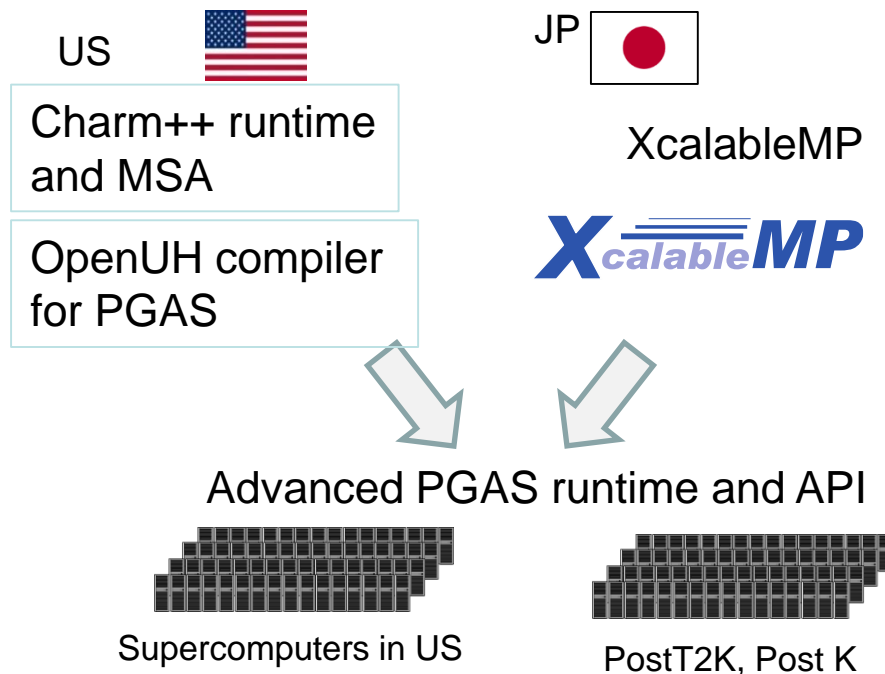 US
JP
Charm++ runtime
and MSA
XcalableMP
OpenUH compiler
for PGAS
XcalableMP
Advanced PGAS runtime and API
Supercomputers in US
PostT2K, Post K